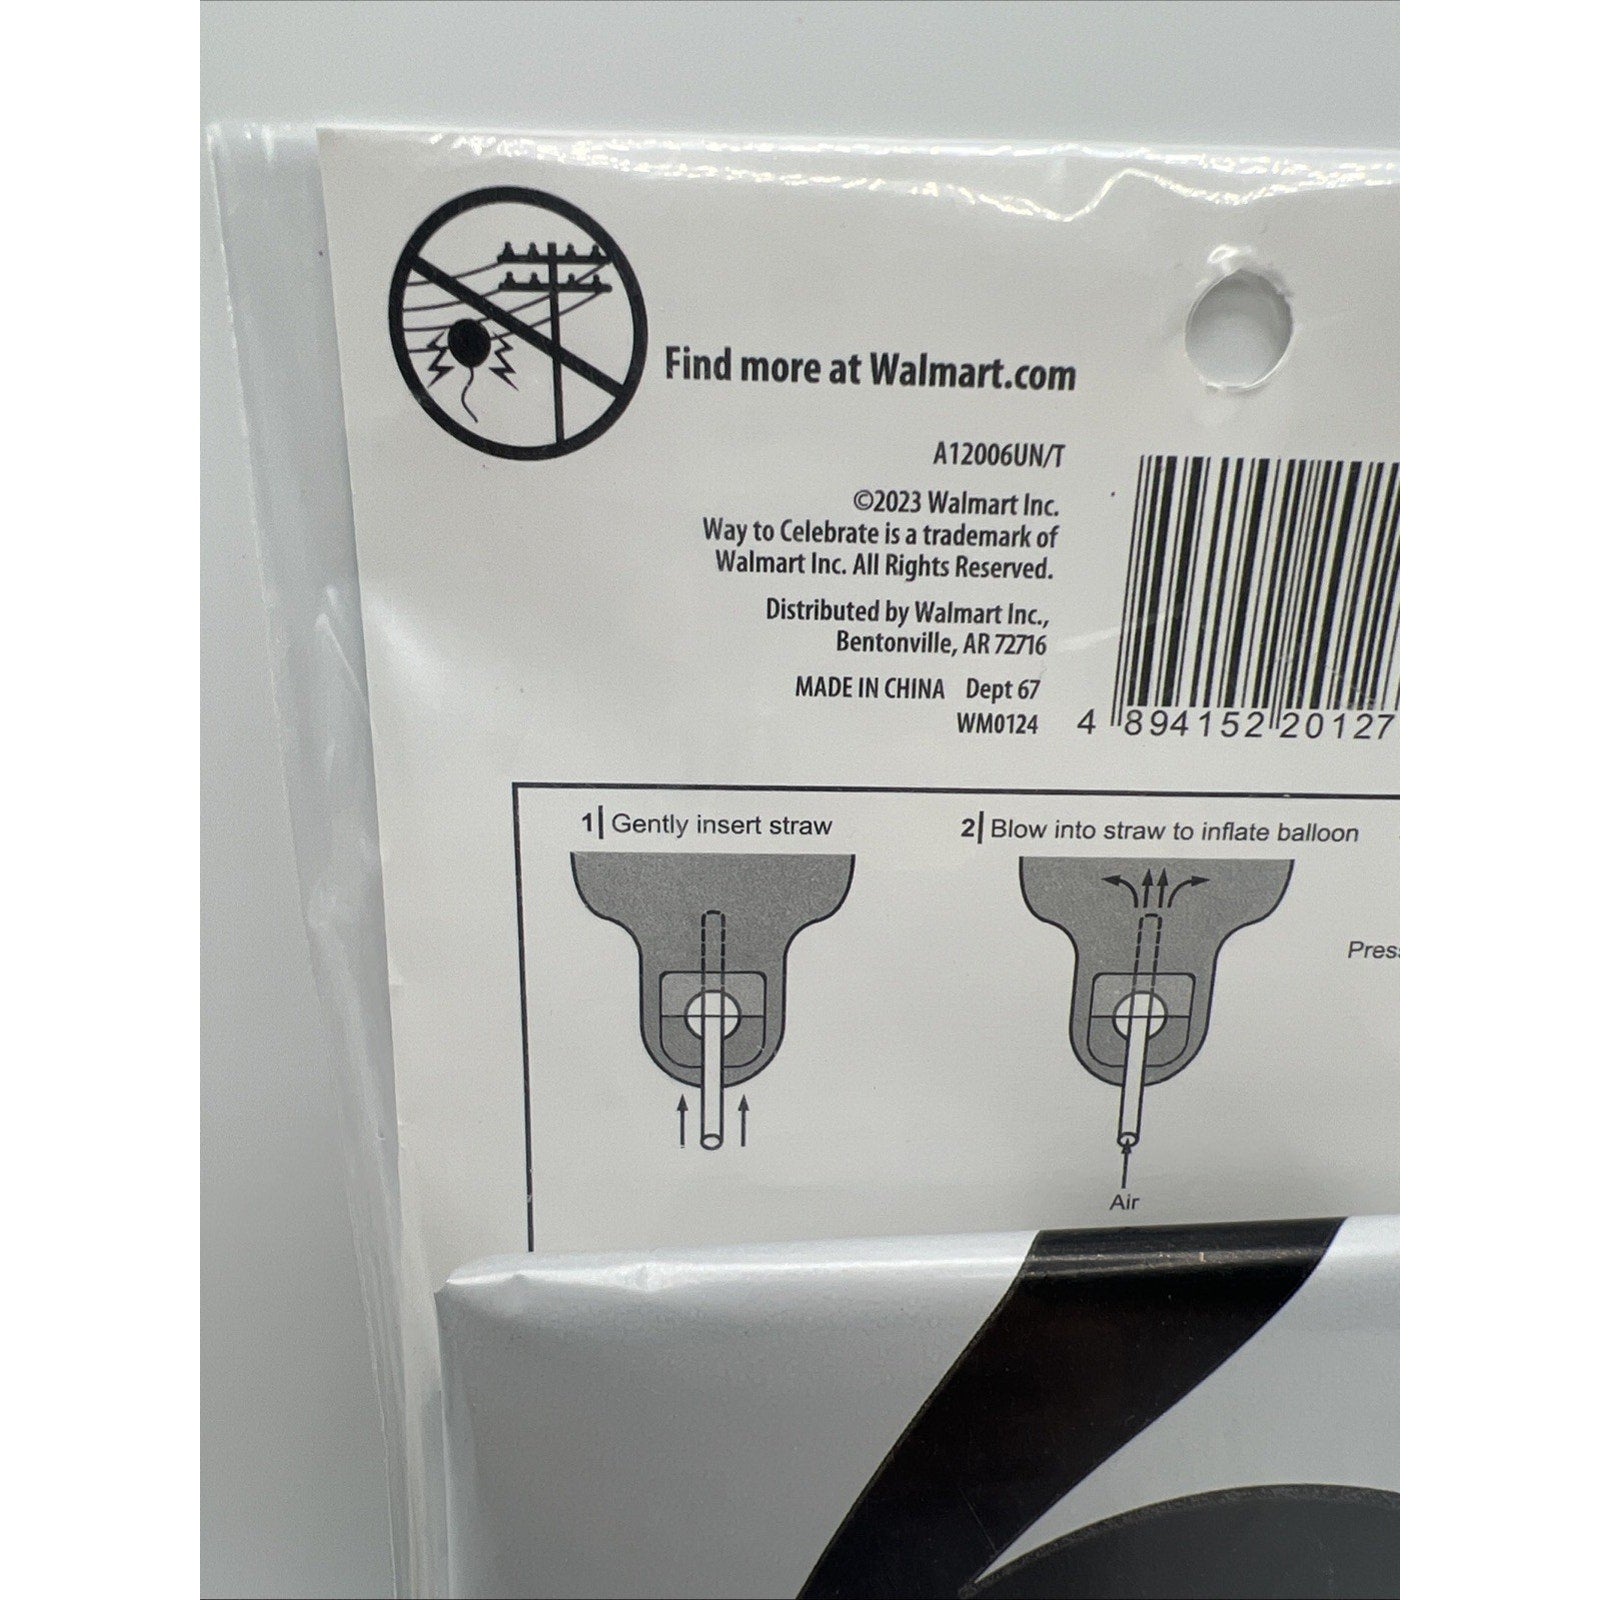 Find more at Walmart.com
A12006UN/T
©2023 Walmart Inc.
Way to Celebrate is a trademark of
Walmart Inc. All Rights Reserved.
Distributed by Walmart Inc.,
Bentonville, AR 72716
MADE IN CHINA Dept 67
WM0124
4 894152 20127
1| Gently insert straw
2| Blow into straw to inflate balloon
Air